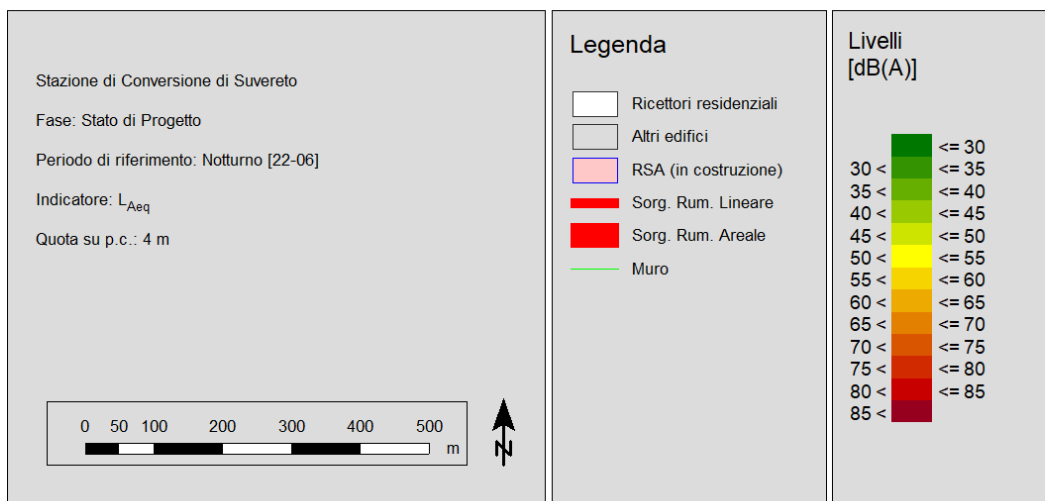 Stazione di Conversione di Suvereto
Fase: Stato di Progetto
Periodo di riferimento: Notturno [22-06]
Indicatore: LAeq
Quota su p.c.: 4 m
0 50 100 200 300 400 500
m
N
Legenda
Ricettori residenziali
Altri edifici
RSA (in costruzione)
Sorg. Rum. Lineare
Sorg. Rum. Areale
Muro
Livelli
[dB(A)]
<= 30
30 < <= 35
35 < <= 40
40 < <= 45
45 < <= 50
50 < <= 55
55 < <= 60
60 < <= 65
65 < <= 70
70 < <= 75
75 < <= 80
80 < <= 85
85 <